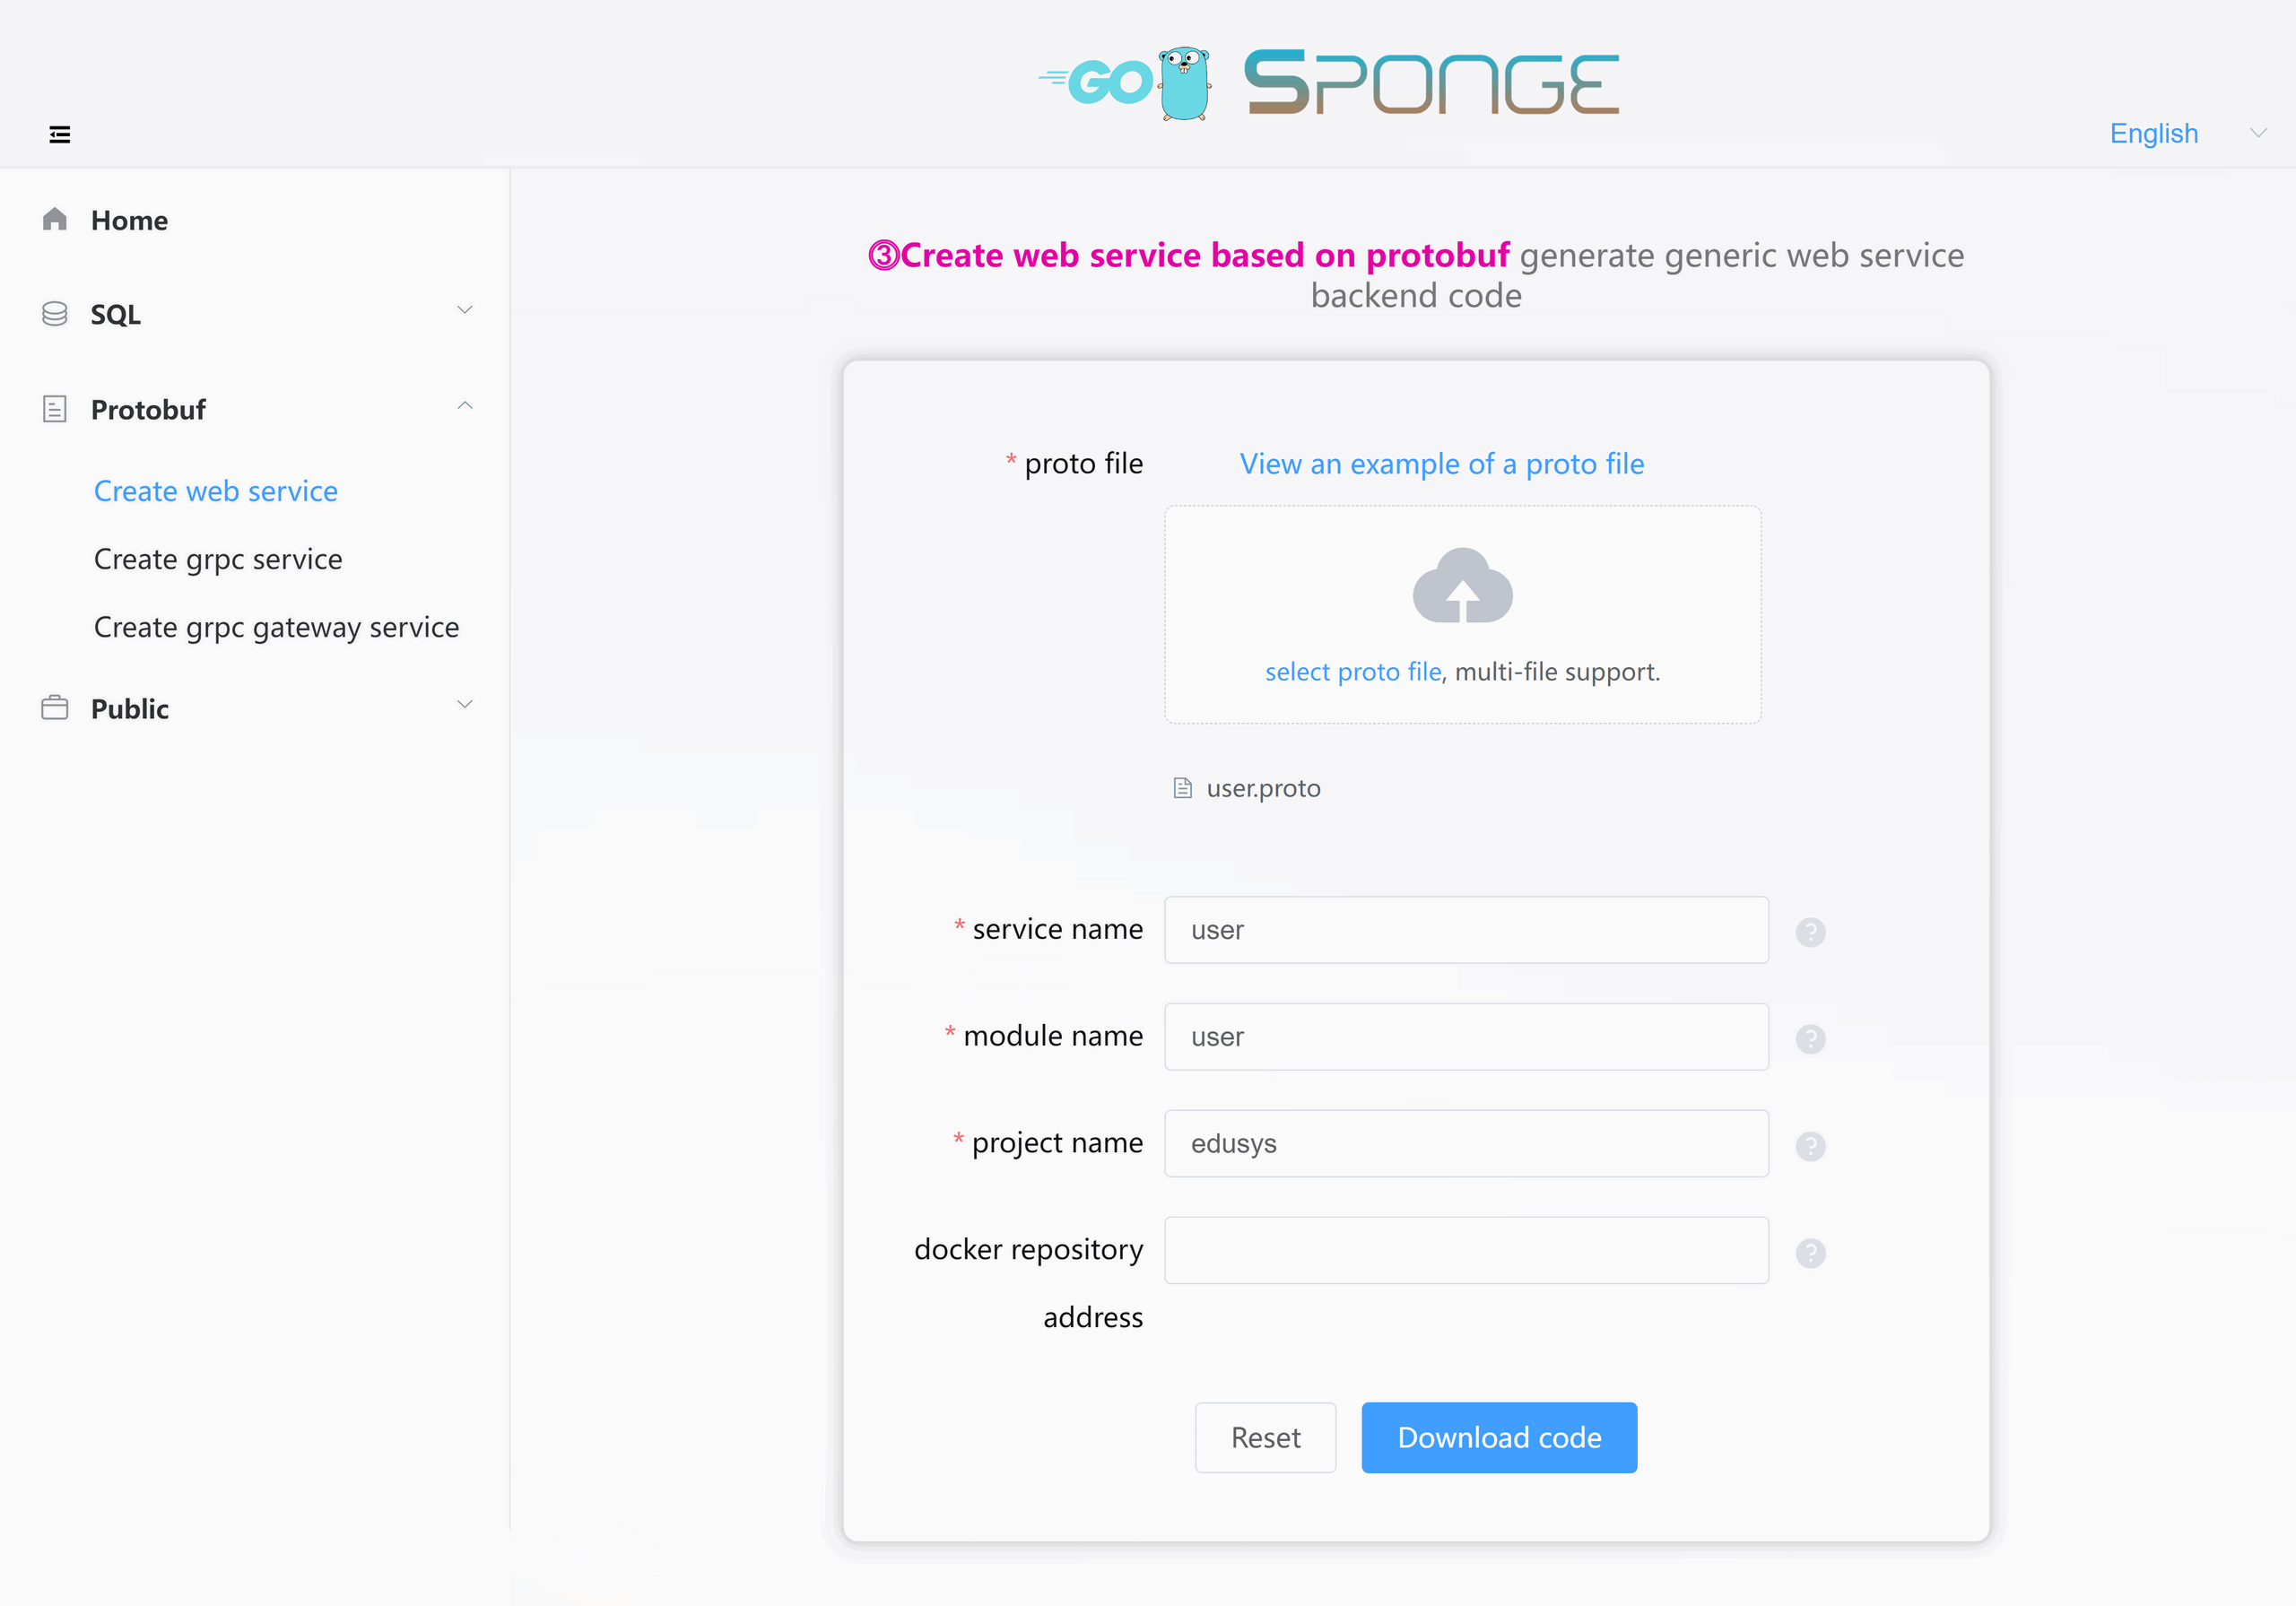 GO SPONGE
English
Home
SQL
Protobuf
Create web service
Create grpc service
Create grpc gateway service
Public
③Create web service based on protobuf generate generic web service
backend code
* proto file View an example of a proto file
select proto file, multi-file support.
user.proto
* service name user ?
* module name user ?
* project name edusys ?
docker repository ?
address
Reset Download code